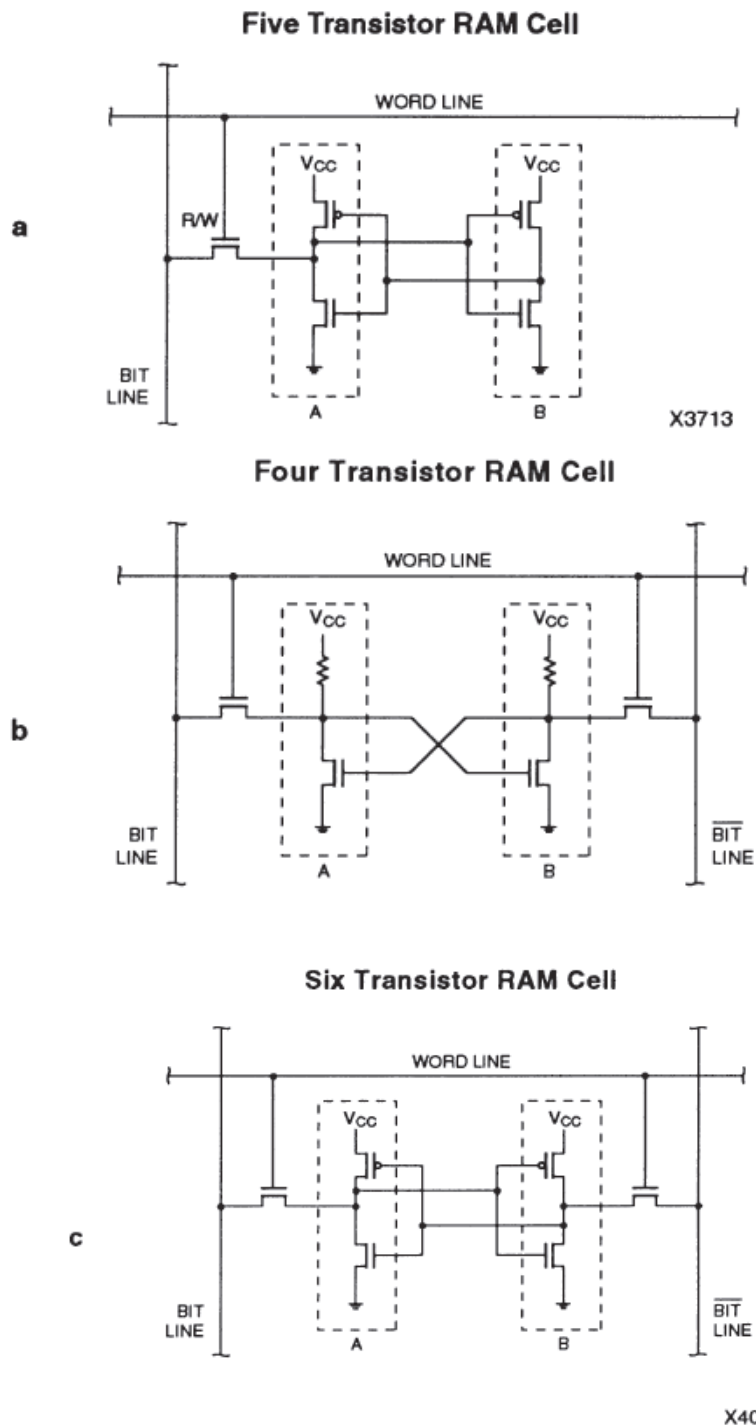 Five Transistor RAM Cell
WORD LINE
VCC
VCC
R/W
a
BIT
LINE
A
B
X3713
Four Transistor RAM Cell
WORD LINE
VCC
VCC
b
BIT
LINE
A
B
BIT
LINE
Six Transistor RAM Cell
WORD LINE
VCC
VCC
c
BIT
LINE
A
B
BIT
LINE